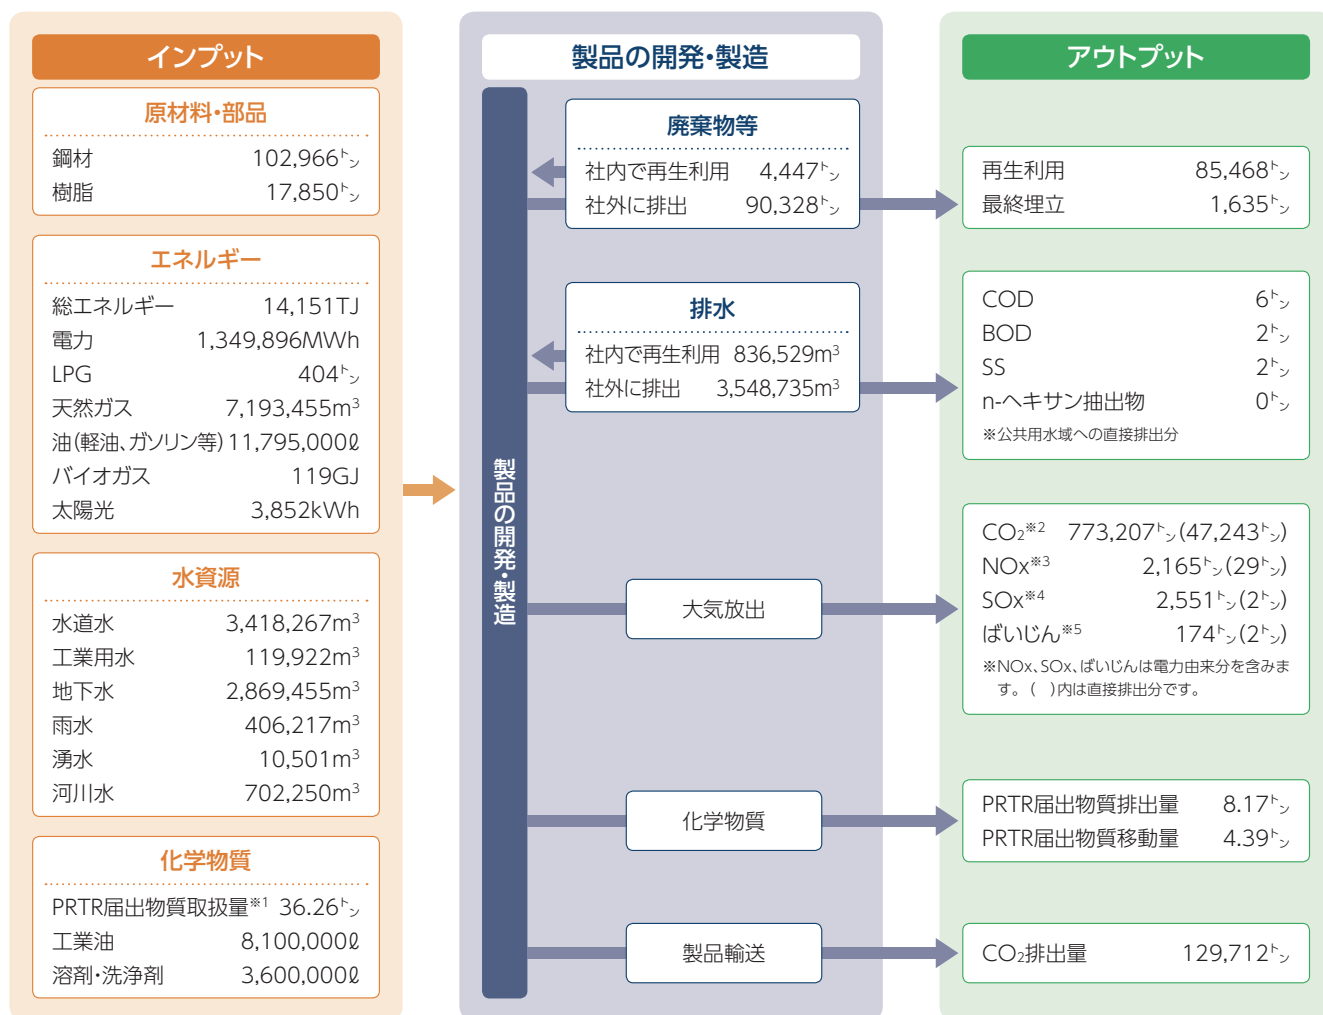 インプット
原材料・部品
鋼材 102,966トン
樹脂 17,850トン
エネルギー
総エネルギー 14,151TJ
電力 1,349,896MWh
LPG 404トン
天然ガス 7,193,455m³
油(軽油、ガソリン等) 11,795,000ℓ
バイオガス 119GJ
太陽光 3,852kWh
水資源
水道水 3,418,267m³
工業用水 119,922m³
地下水 2,869,455m³
雨水 406,217m³
湧水 10,501m³
河川水 702,250m³
化学物質
PRTR届出物質取扱量※1 36.26トン
工業油 8,100,000ℓ
溶剤・洗浄剤 3,600,000ℓ
製品の開発・製造
製品の開発・製造
廃棄物等
社内で再生利用 4,447トン
社外に排出 90,328トン
排水
社内で再生利用 836,529m³
社外に排出 3,548,735m³
大気放出
化学物質
製品輸送
アウトプット
再生利用 85,468トン
最終埋立 1,635トン
COD 6トン
BOD 2トン
SS 2トン
n-ヘキサン抽出物 0トン
※公共用水域への直接排出分
CO₂※2 773,207トン(47,243トン)
NOx※3 2,165トン(29トン)
SOx※4 2,551トン(2トン)
ばいじん※5 174トン(2トン)
※NOx、SOx、ばいじんは電力由来分を含みま
す。( )内は直接排出分です。
PRTR届出物質排出量 8.17トン
PRTR届出物質移動量 4.39トン
CO₂排出量 129,712トン